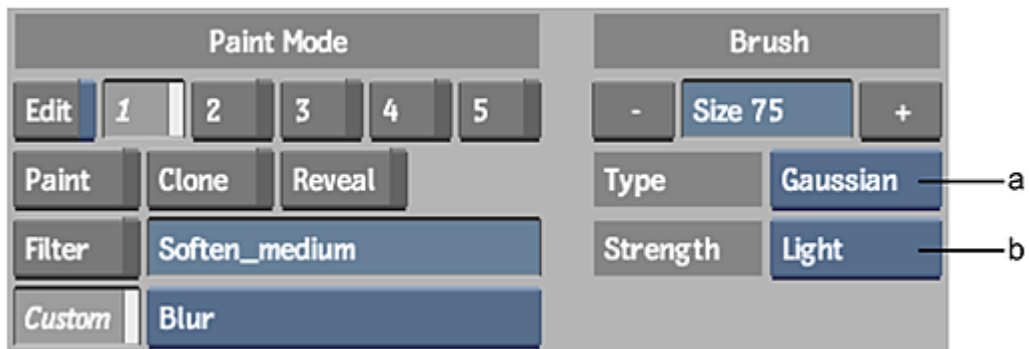 Paint Mode Brush
Edit 1 2 3 4 5 - Size 75 +
Paint Clone Reveal Type Gaussian a
Filter Soften_medium Strength Light b
Custom Blur